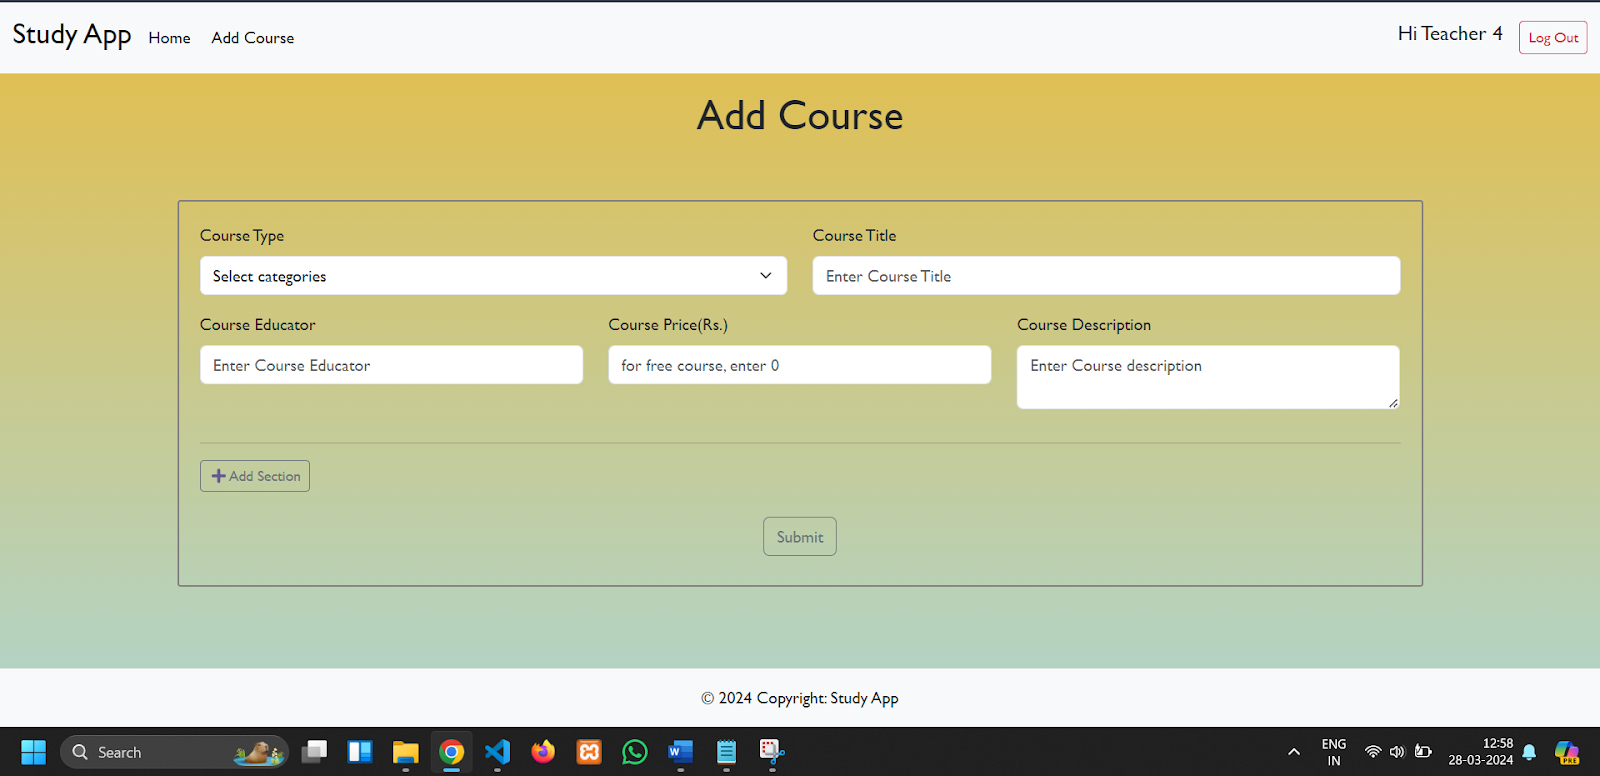 Study App Home Add Course Hi Teacher 4 Log Out
Add Course
Course Type Course Title
Select categories Enter Course Title
Course Educator Course Price(Rs.) Course Description
Enter Course Educator for free course, enter 0 Enter Course description
Add Section
Submit
© 2024 Copyright: Study App
Search ENG 12:58
IN 28-03-2024
W
PRE